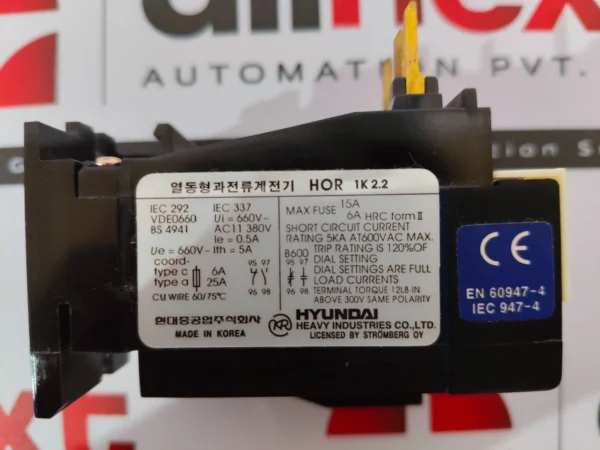 AUTOMATION PVT.
열동형과전류계전기 HOR 1K 2.2
IEC 292 IEC 337
VDE0660 Ui = 660V~
BS 4941 AC11 380V
Ie = 0.5A
Ue = 660V~ Ith = 5A
coord-
type c 6A
type a 25A
95 97
96 98
CU WIRE 60/75℃
MAX FUSE 15A
6A HRC form II
SHORT CIRCUIT CURRENT
RATING 5KA AT600VAC MAX.
B600 TRIP RATING IS 120% OF
95 97 DIAL SETTING
DIAL SETTINGS ARE FULL
LOAD CURRENTS
96 98 TERMINAL TORQUE 12LB-IN
ABOVE 300V SAME POLARITY
현대중공업주식회사
MADE IN KOREA
KR
HYUNDAI
HEAVY INDUSTRIES CO.,LTD.
LICENSED BY STRÖMBERG OY
CE
EN 60947-4
IEC 947-4